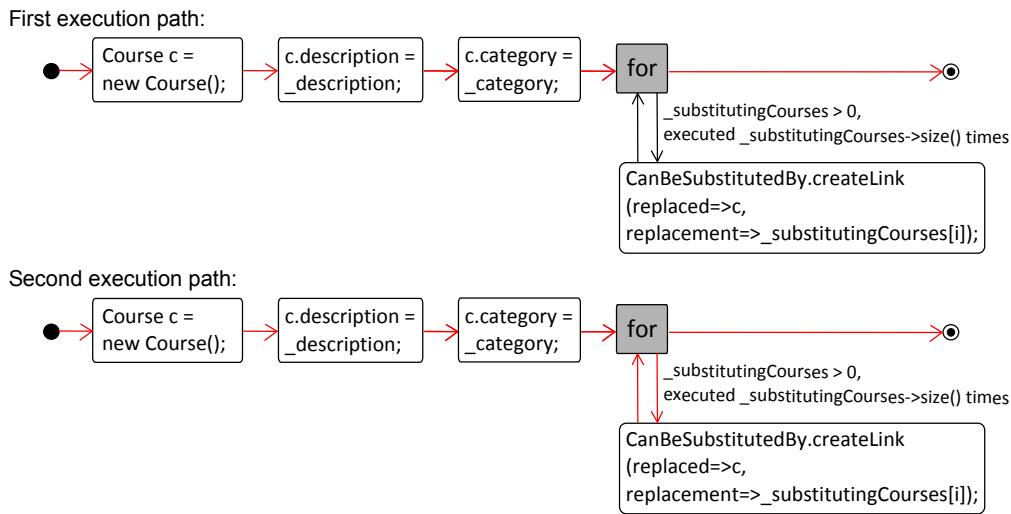 First execution path:
Course c =
new Course();
c.description =
_description;
c.category =
_category;
for
_substitutingCourses > 0,
executed _substitutingCourses->size() times
CanBeSubstitutedBy.createLink
(replaced=>c,
replacement=>_substitutingCourses[i]);
Second execution path:
Course c =
new Course();
c.description =
_description;
c.category =
_category;
for
_substitutingCourses > 0,
executed _substitutingCourses->size() times
CanBeSubstitutedBy.createLink
(replaced=>c,
replacement=>_substitutingCourses[i]);